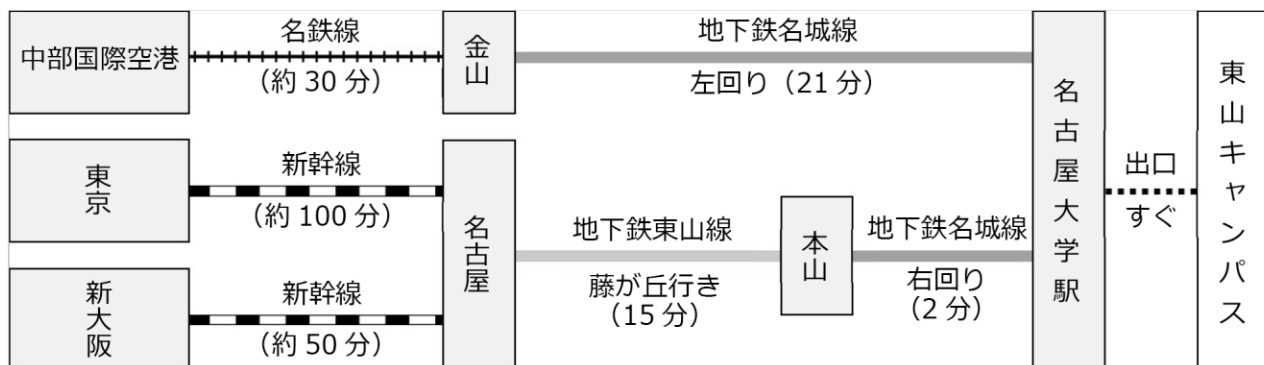 中部国際空港
名鉄線
（約 30 分）
金山
地下鉄名城線
左回り（21 分）
東京
新幹線
（約 100 分）
新大阪
新幹線
（約 50 分）
名古屋
地下鉄東山線
藤が丘行き
（15 分）
本山
地下鉄名城線
右回り
（2 分）
名古屋大学駅
出口
すぐ
東山キャンパス